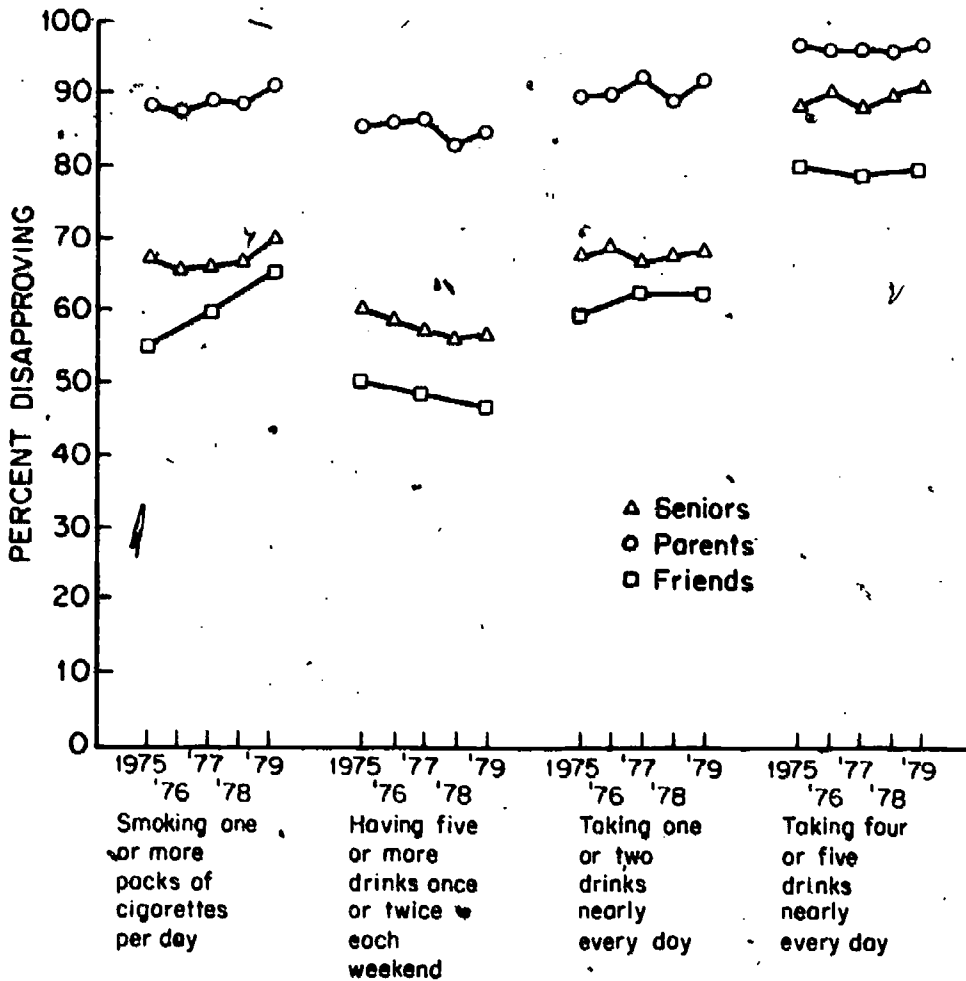 PERCENT DISAPPROVING
100
90
80
70
60
50
40
30
20
10
0
△ Seniors
○ Parents
□ Friends
1975 '77 '79
'76 '78
Smoking one
or more
packs of
cigarettes
per day
1975 '77 '79
'76 '78
Having five
or more
drinks once
or twice
each
weekend
1975 '77 '79
'76 '78
Taking one
or two
drinks
nearly
every day
1975 '77 '79
'76 '78
Taking four
or five
drinks
nearly
every day